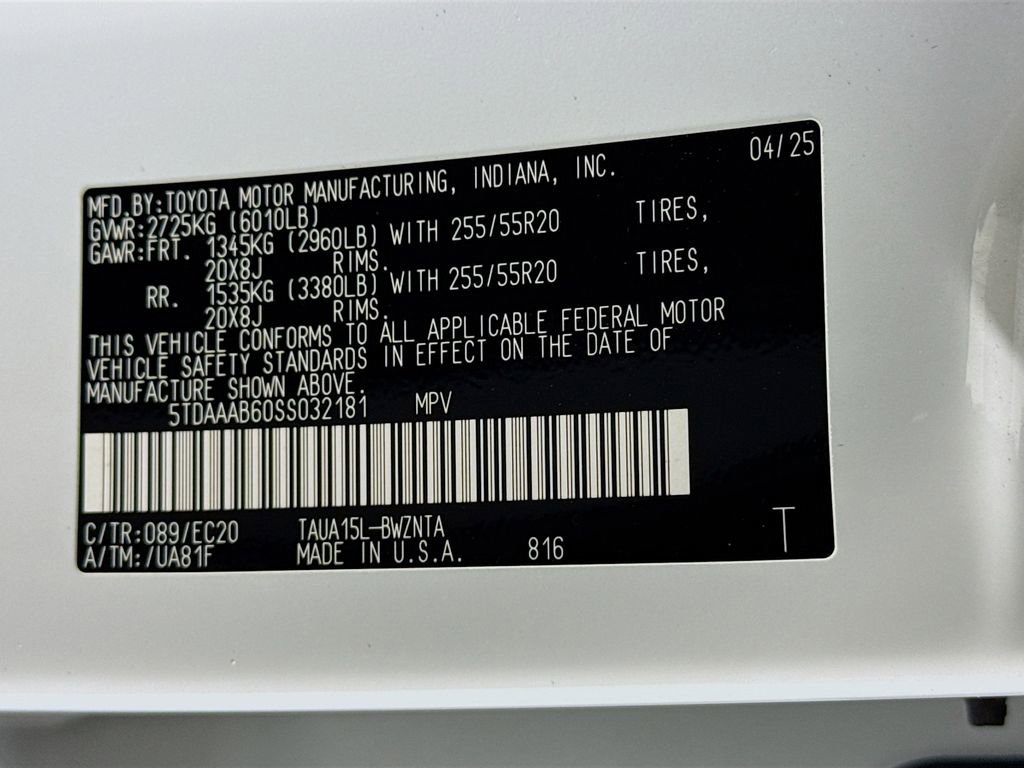 04/25
MFD.BY:TOYOTA MOTOR MANUFACTURING, INDIANA, INC.
GVWR:2725KG (6010LB)
GAWR:FRT. 1345KG (2960LB) WITH 255/55R20 TIRES,
20X8J RIMS.
RR. 1535KG (3380LB) WITH 255/55R20 TIRES,
20X8J RIMS.
THIS VEHICLE CONFORMS TO ALL APPLICABLE FEDERAL MOTOR
VEHICLE SAFETY STANDARDS IN EFFECT ON THE DATE OF
MANUFACTURE SHOWN ABOVE.
5TDAAAB60SS032181 MPV
C/TR:089/EC20 TAUA15L-BWZNTA
A/TM:/UA81F MADE IN U.S.A. 816 T